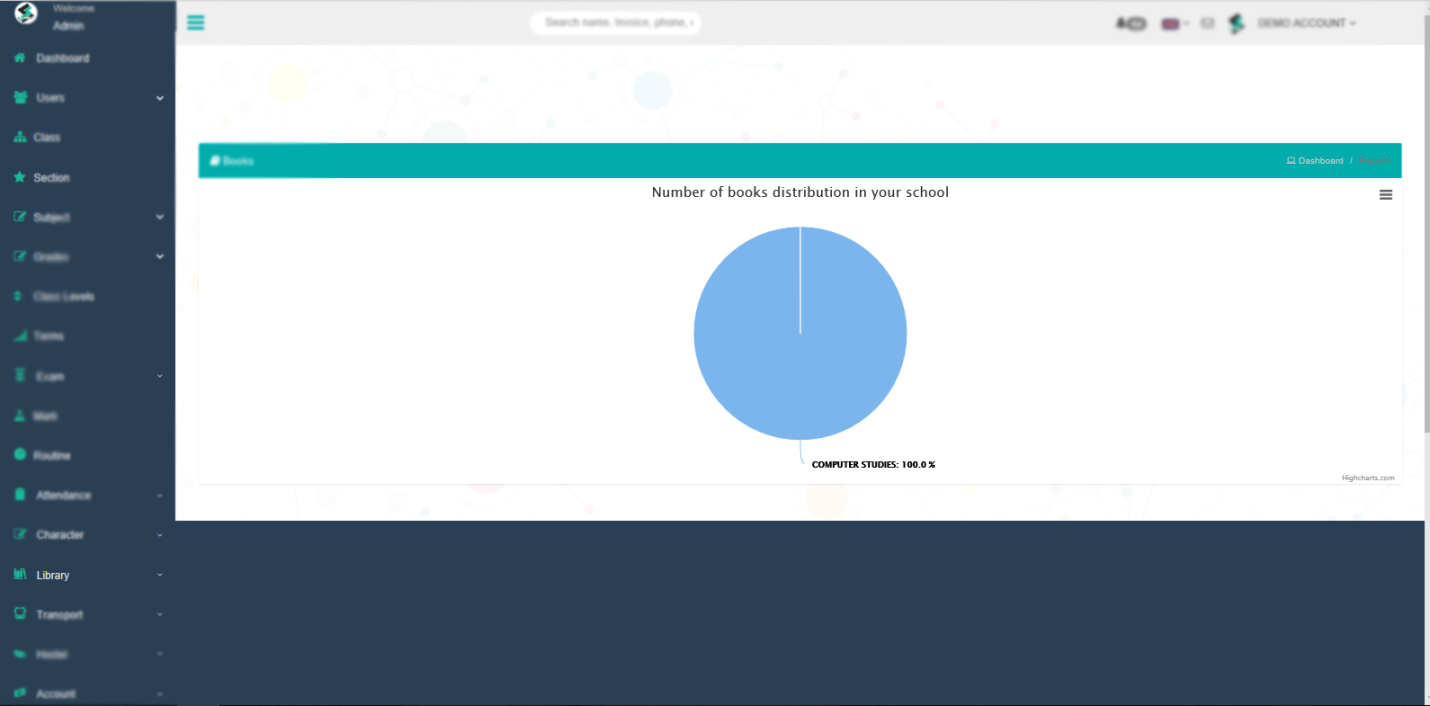 Welcome
Admin
Dashboard
Users
Class
Section
Subject
Grades
Class Levels
Terms
Exam
Mark
Routine
Attendance
Character
Library
Transport
Hostel
Account
Search name, Invoice, phone,
DEMO ACCOUNT
Books
Dashboard /
Number of books distribution in your school
COMPUTER STUDIES: 100.0 %
Highcharts.com